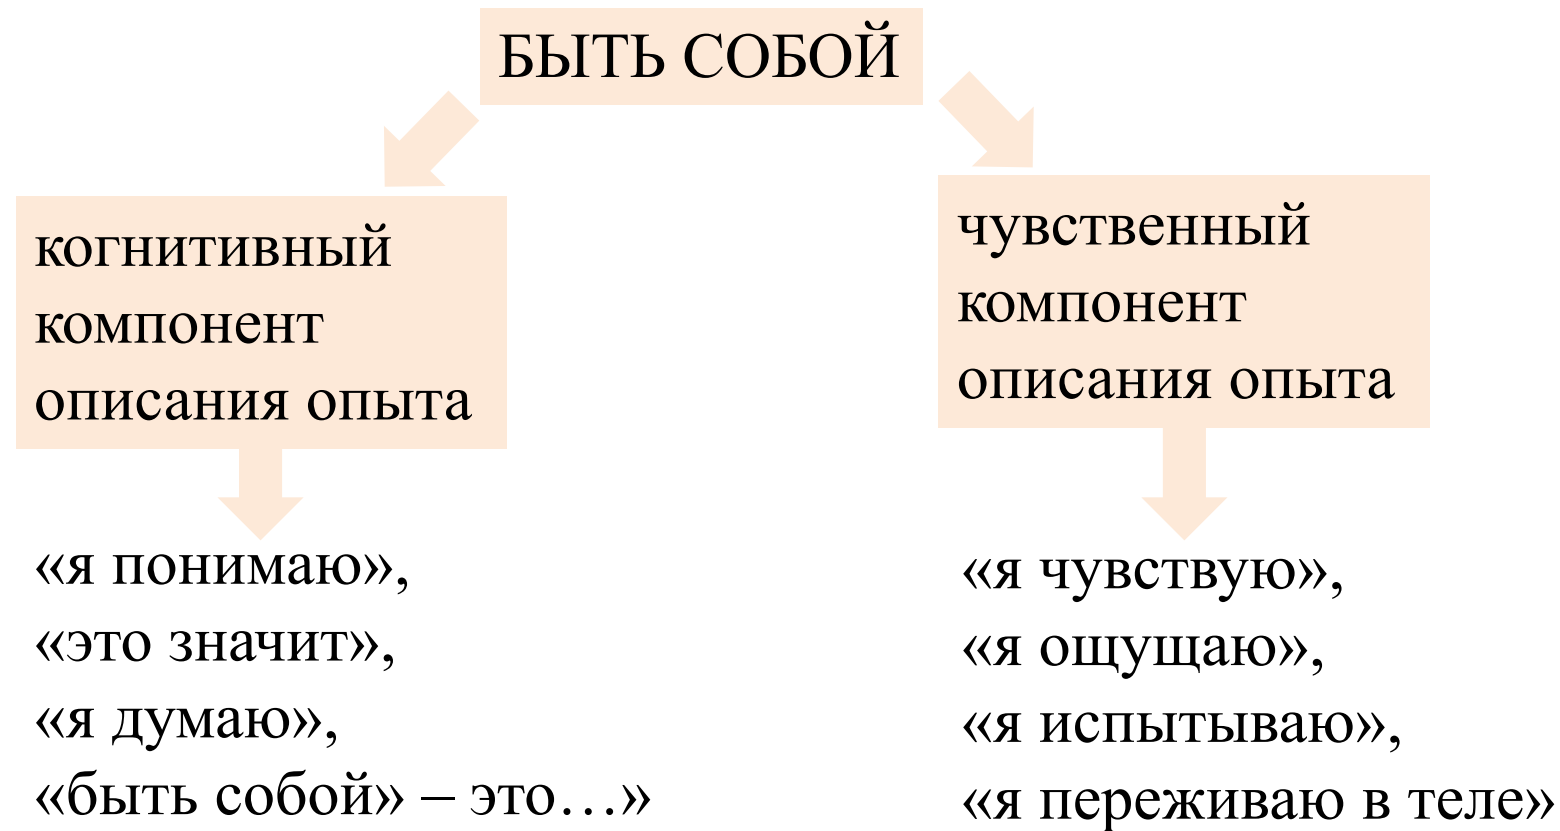 БЫТЬ СОБОЙ
когнитивный
компонент
описания опыта
«я понимаю»,
«это значит»,
«я думаю»,
«быть собой» – это…»
чувственный
компонент
описания опыта
«я чувствую»,
«я ощущаю»,
«я испытываю»,
«я переживаю в теле»